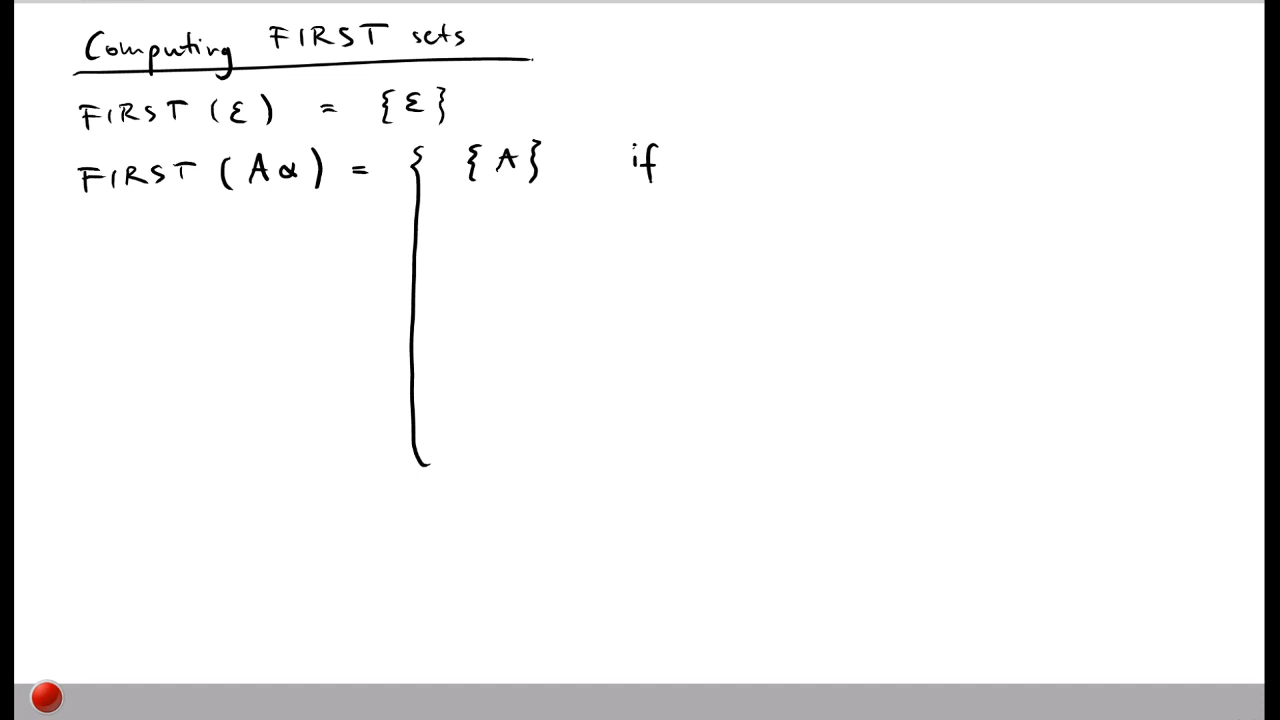 Computing FIRST sets
FIRST (ε) = {ε}
FIRST (Aα) = { {A} if